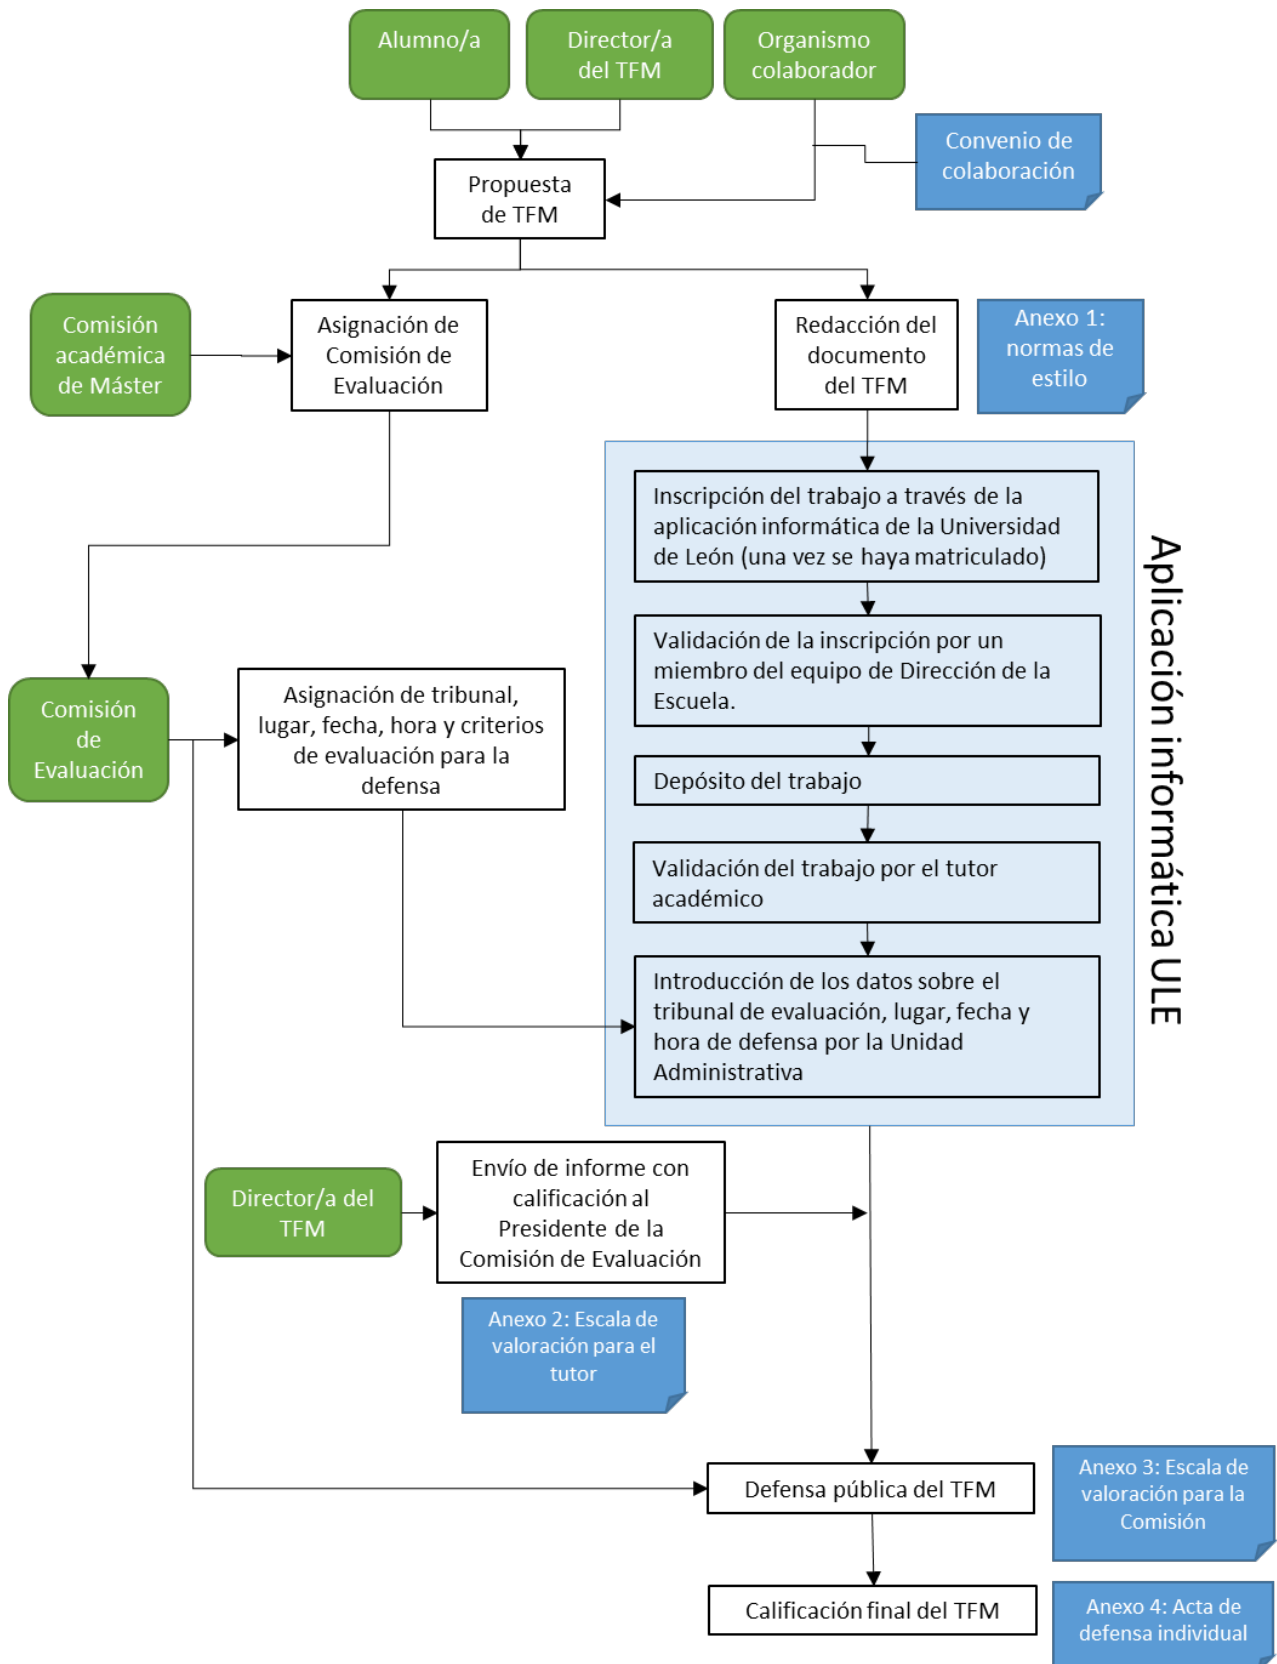 Alumno/a
Director/a
del TFM
Organismo
colaborador
Convenio de
colaboración
Propuesta
de TFM
Comisión
académica
de Máster
Asignación de
Comisión de
Evaluación
Redacción del
documento
del TFM
Anexo 1:
normas de
estilo
Inscripción del trabajo a través de la
aplicación informática de la Universidad
de León (una vez se haya matriculado)
Validación de la inscripción por un
miembro del equipo de Dirección de la
Escuela.
Depósito del trabajo
Validación del trabajo por el tutor
académico
Introducción de los datos sobre el
tribunal de evaluación, lugar, fecha y
hora de defensa por la Unidad
Administrativa
Aplicación informática ULE
Comisión
de
Evaluación
Asignación de tribunal,
lugar, fecha, hora y criterios
de evaluación para la
defensa
Director/a del
TFM
Envío de informe con
calificación al
Presidente de la
Comisión de Evaluación
Anexo 2: Escala de
valoración para el
tutor
Defensa pública del TFM
Anexo 3: Escala de
valoración para la
Comisión
Calificación final del TFM
Anexo 4: Acta de
defensa individual